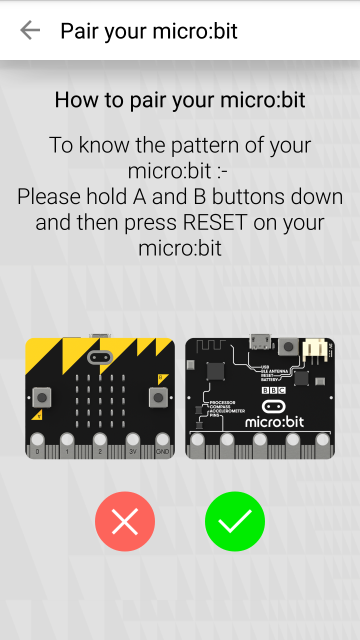 Pair your micro:bit
How to pair your micro:bit
To know the pattern of your
micro:bit :-
Please hold A and B buttons down
and then press RESET on your
micro:bit
USB
BLE ANTENNA
RESET
BATTERY
BBC
micro:bit
PROCESSOR
COMPASS
ACCELEROMETER
PINS
0 1 2 3V GND